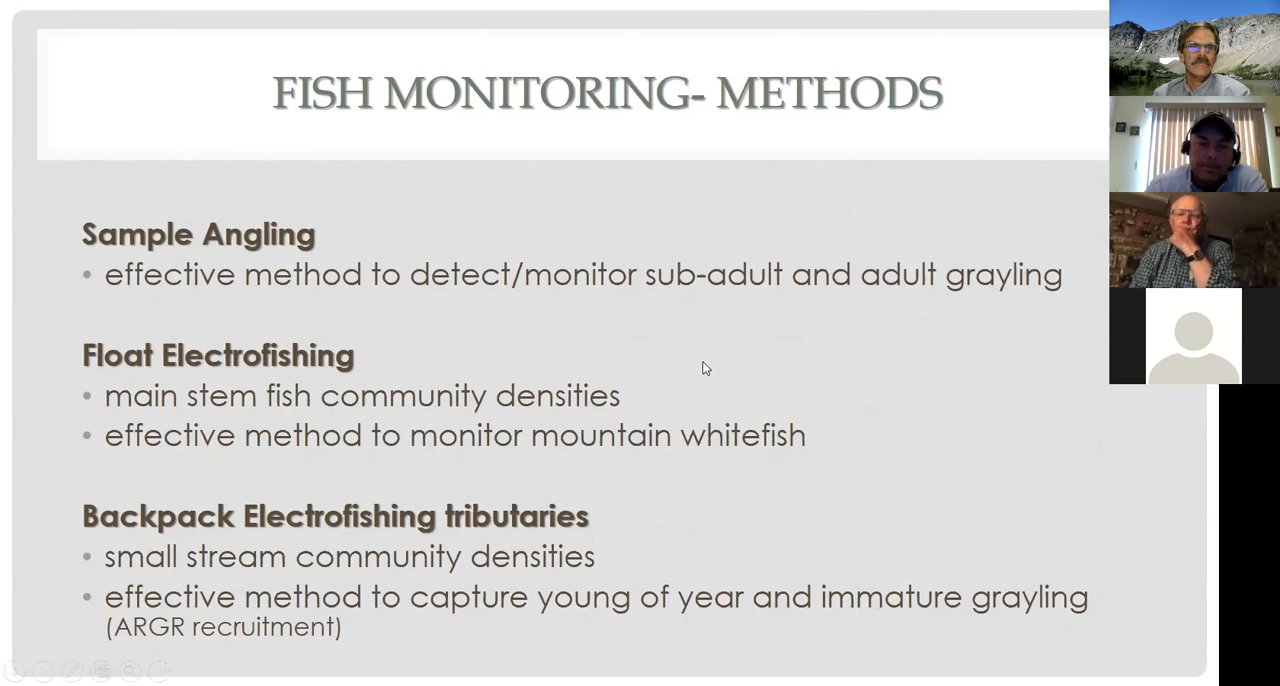 FISH MONITORING- METHODS
Sample Angling
• effective method to detect/monitor sub-adult and adult grayling
Float Electrofishing
• main stem fish community densities
• effective method to monitor mountain whitefish
Backpack Electrofishing tributaries
• small stream community densities
• effective method to capture young of year and immature grayling
(ARGR recruitment)